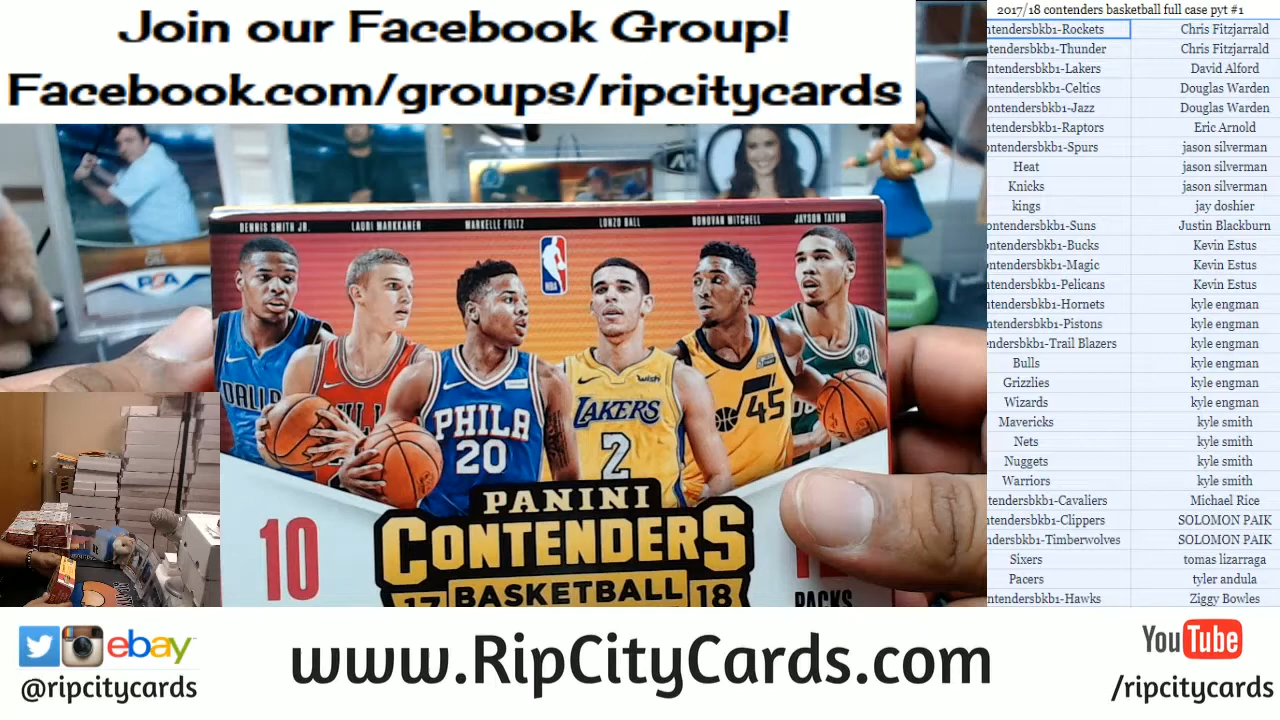 Join our Facebook Group!
Facebook.com/groups/ripcitycards
2017/18 contenders basketball full case pyt #1
ntendersbkb1-Rockets Chris Fitzjarrald
ntendersbkb1-Thunder Chris Fitzjarrald
ontendersbkb1-Lakers David Alford
ontendersbkb1-Celtics Douglas Warden
ontendersbkb1-Jazz Douglas Warden
ntendersbkb1-Raptors Eric Arnold
ontendersbkb1-Spurs jason silverman
Heat jason silverman
Knicks jason silverman
kings jay doshier
ontendersbkb1-Suns Justin Blackburn
ontendersbkb1-Bucks Kevin Estus
ontendersbkb1-Magic Kevin Estus
ntendersbkb1-Pelicans Kevin Estus
ntendersbkb1-Hornets kyle engman
ntendersbkb1-Pistons kyle engman
ndersbkb1-Trail Blazers kyle engman
Bulls kyle engman
Grizzlies kyle engman
Wizards kyle engman
Mavericks kyle smith
Nets kyle smith
Nuggets kyle smith
Warriors kyle smith
tendersbkb1-Cavaliers Michael Rice
tendersbkb1-Clippers SOLOMON PAIK
dersbkb1-Timberwolves SOLOMON PAIK
Sixers tomas lizarraga
Pacers tyler andula
ntendersbkb1-Hawks Ziggy Bowles
PSA
DENNIS SMITH JR. LAURI MARKKANEN MARKELLE FULTZ LONZO BALL DONOVAN MITCHELL JAYSON TATUM
NBA
DALLAS
PHILA
20
wish
LAKERS
2
45
GE
10
PANINI
CONTENDERS
17 BASKETBALL 18
PACKS
ebay
@ripcitycards
www.RipCityCards.com
YouTube
/ripcitycards